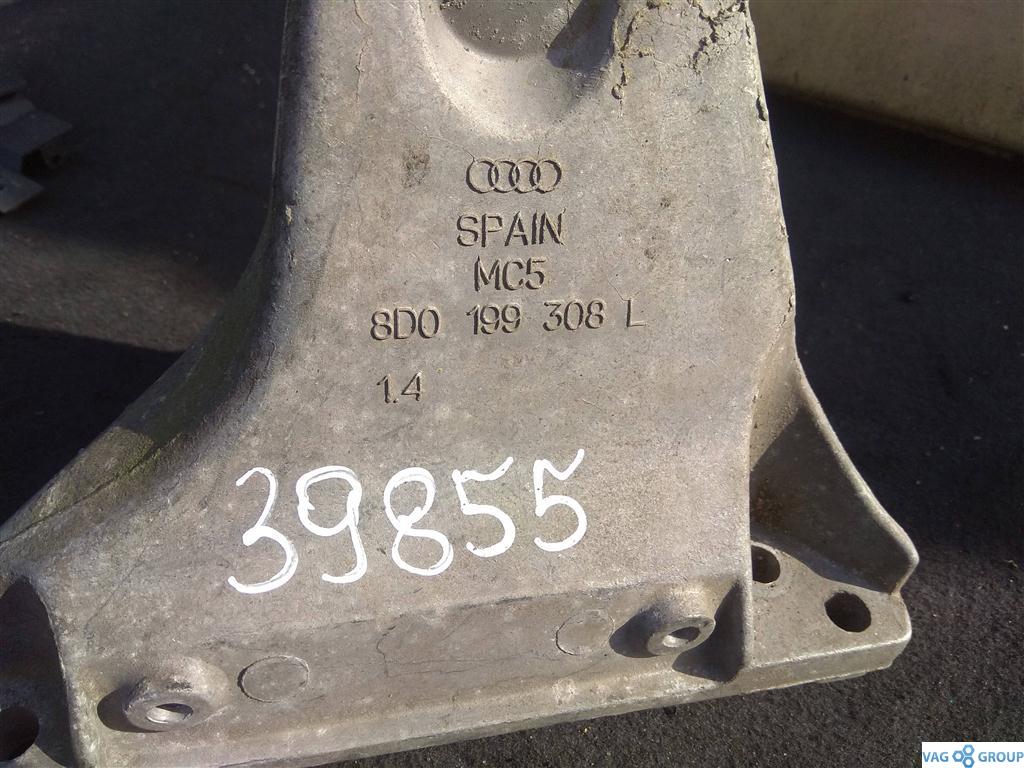 SPAIN
MC5
8D0 199 308 L
1.4
39855
VAG GROUP